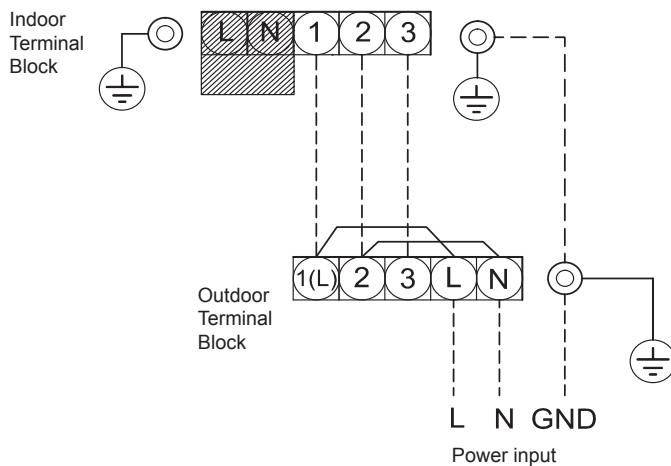 Indoor
Terminal
Block
L N 1 2 3
1(L) 2 3 L N
Outdoor
Terminal
Block
L N GND
Power input